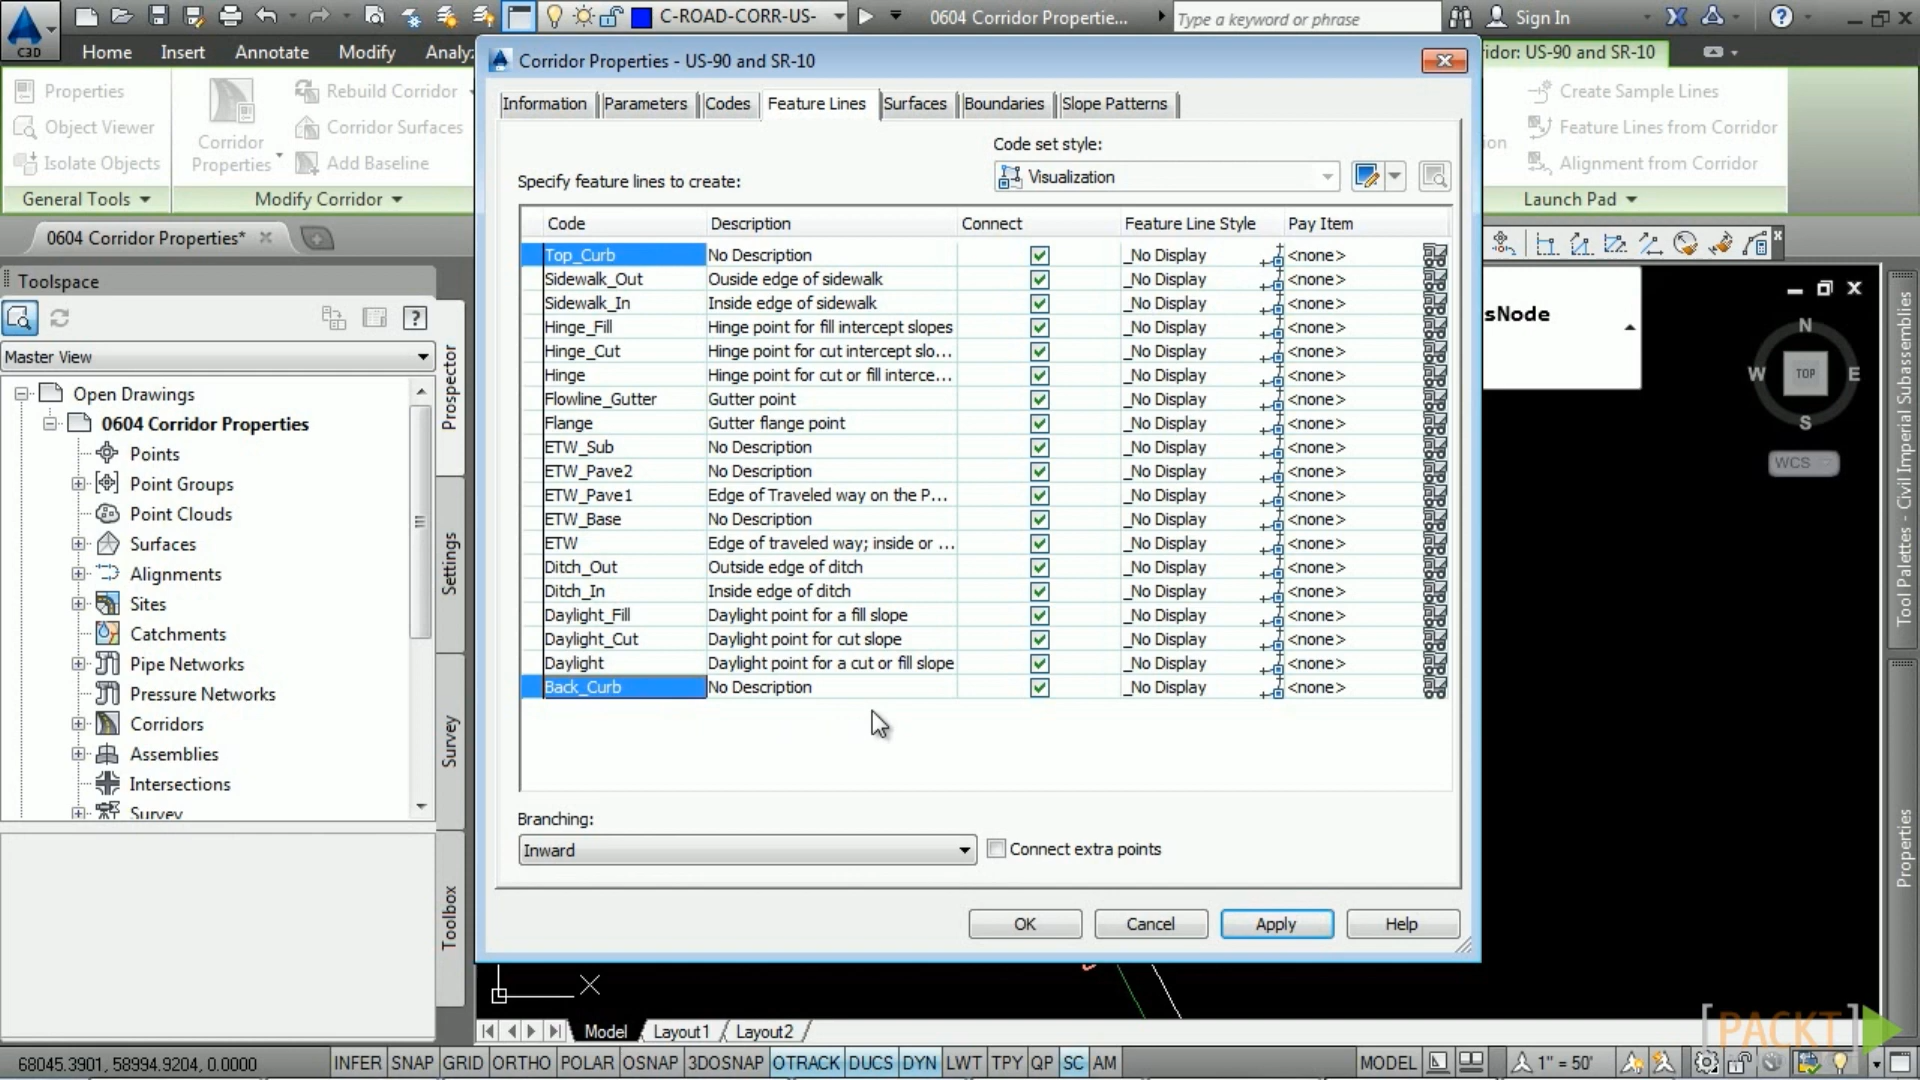 C3D
C-ROAD-CORR-US-
0604 Corridor Propertie...
Type a keyword or phrase
Sign In
Home
Insert
Annotate
Modify
Analy
Corridor Properties - US-90 and SR-10
idor: US-90 and SR-10
Properties
Object Viewer
Isolate Objects
General Tools
Corridor
Properties
Rebuild Corridor
Corridor Surfaces
Add Baseline
Modify Corridor
Create Sample Lines
Feature Lines from Corridor
ion
Alignment from Corridor
Launch Pad
0604 Corridor Properties*
Toolspace
Master View
Open Drawings
0604 Corridor Properties
Points
Point Groups
Point Clouds
Surfaces
Alignments
Sites
Catchments
Pipe Networks
Pressure Networks
Corridors
Assemblies
Intersections
Survey
Prospector
Settings
Survey
Toolbox
Information
Parameters
Codes
Feature Lines
Surfaces
Boundaries
Slope Patterns
Code set style:
Specify feature lines to create:
Visualization
Code Description Connect Feature Line Style Pay Item
Top_Curb No Description _No Display <none>
Sidewalk_Out Ouside edge of sidewalk _No Display <none>
Sidewalk_In Inside edge of sidewalk _No Display <none>
Hinge_Fill Hinge point for fill intercept slopes _No Display <none>
Hinge_Cut Hinge point for cut intercept slo... _No Display <none>
Hinge Hinge point for cut or fill interce... _No Display <none>
Flowline_Gutter Gutter point _No Display <none>
Flange Gutter flange point _No Display <none>
ETW_Sub No Description _No Display <none>
ETW_Pave2 No Description _No Display <none>
ETW_Pave1 Edge of Traveled way on the P... _No Display <none>
ETW_Base No Description _No Display <none>
ETW Edge of traveled way; inside or ... _No Display <none>
Ditch_Out Outside edge of ditch _No Display <none>
Ditch_In Inside edge of ditch _No Display <none>
Daylight_Fill Daylight point for a fill slope _No Display <none>
Daylight_Cut Daylight point for cut slope _No Display <none>
Daylight Daylight point for a cut or fill slope _No Display <none>
Back_Curb No Description _No Display <none>
Branching:
Inward
Connect extra points
OK
Cancel
Apply
Help
sNode
N
W TOP E
S
WCS
Tool Palettes - Civil Imperial Subassemblies
Properties
X
Model
Layout1
Layout2
[PACKT]
68045.3901, 58994.9204, 0.0000
INFER SNAP GRID ORTHO POLAR OSNAP 3DOSNAP OTRACK DUCS DYN LWT TPY QP SC AM
MODEL
1" = 50'